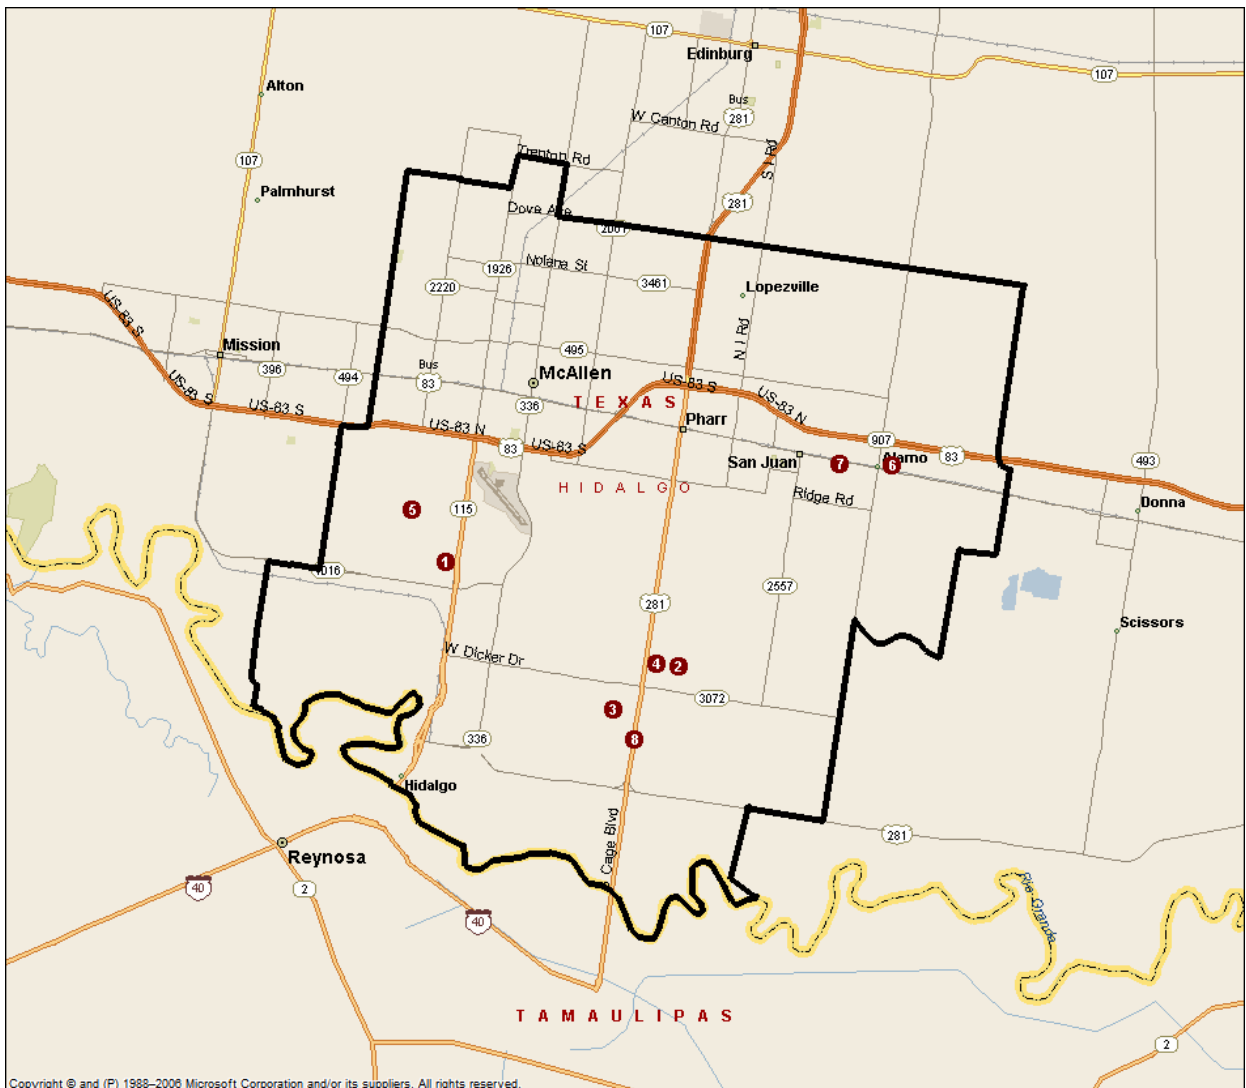 107
Edinburg
107
Alton
Bus
281
W Canton Rd
S I Rd
Trenton Rd
107
Palmhurst
281
Dove Ave
2061
Nolana St
1926
3461
2220
Lopezville
US-83 S
N I Rd
Mission
495
Bus
396
494
83
McAllen
US-83 S
US-83 S
US-83 S
TEXAS
336
US-83 N
Pharr
US-83 N
907
83
US-83 S
83
493
San Juan
7
6
Alamo
HIDALGO
Ridge Rd
Donna
5
115
1
1016
2557
281
Scissors
W Dicker Dr
4
2
3072
3
336
8
Hidalgo
Cage Blvd
281
Reynosa
40
2
Rio Grande
40
TAMAULIPAS
2
Copyright © and (P) 1988–2006 Microsoft Corporation and/or its suppliers. All rights reserved.